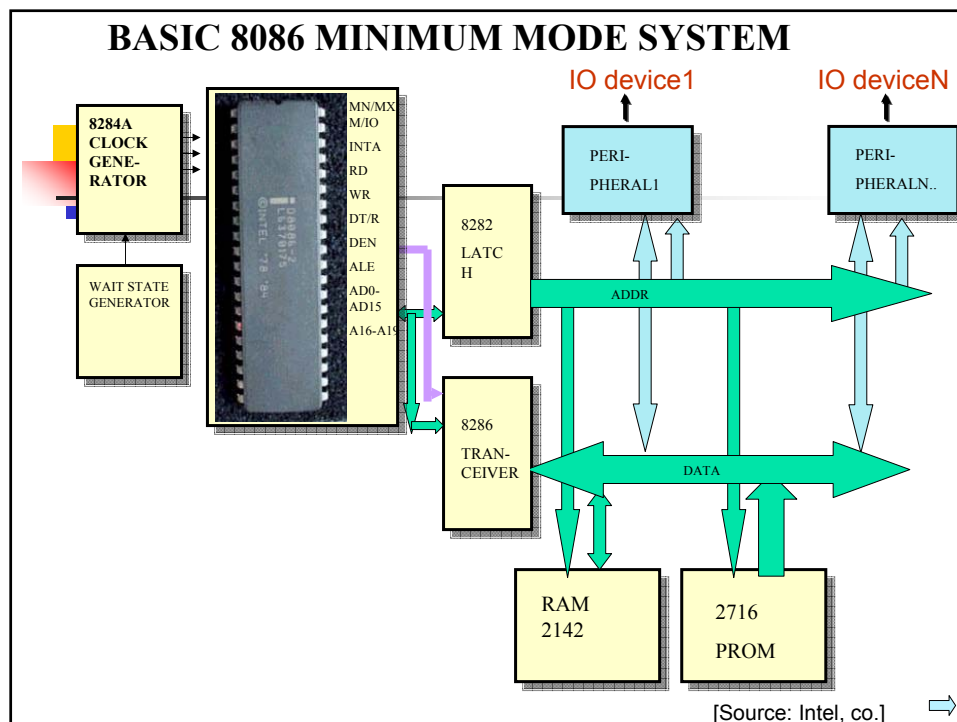 BASIC 8086 MINIMUM MODE SYSTEM
IO device1
IO deviceN
8284A
CLOCK
GENE-
RATOR
WAIT STATE
GENERATOR
MN/MX
M/IO
INTA
RD
WR
DT/R
DEN
ALE
AD0-
AD15
A16-A19
8282
LATC
H
PERI-
PHERAL1
PERI-
PHERALN..
ADDR
8286
TRAN-
CEIVER
DATA
RAM
2142
2716
PROM
[Source: Intel, co.]